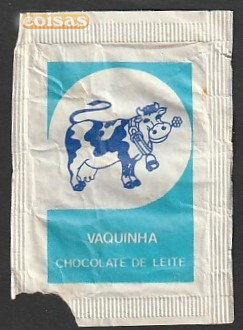 coisas
VAQUINHA
CHOCOLATE DE LEITE